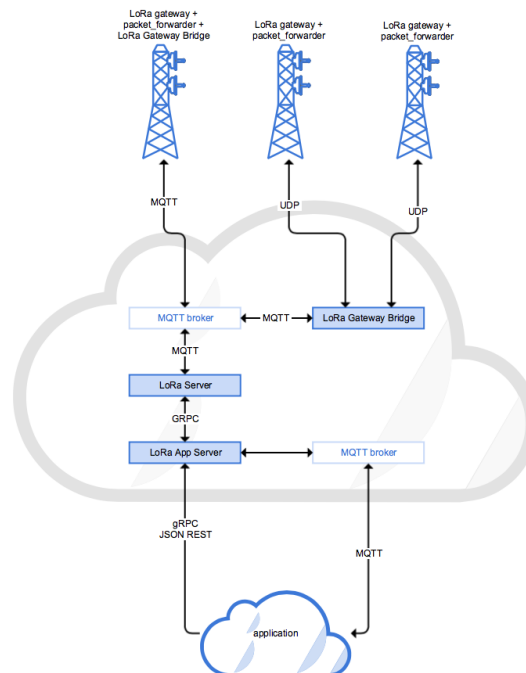 LoRa gateway +
packet_forwarder +
LoRa Gateway Bridge
LoRa gateway +
packet_forwarder
LoRa gateway +
packet_forwarder
MQTT
UDP
UDP
MQTT broker
MQTT
LoRa Gateway Bridge
MQTT
LoRa Server
GRPC
LoRa App Server
MQTT broker
gRPC
JSON REST
MQTT
application